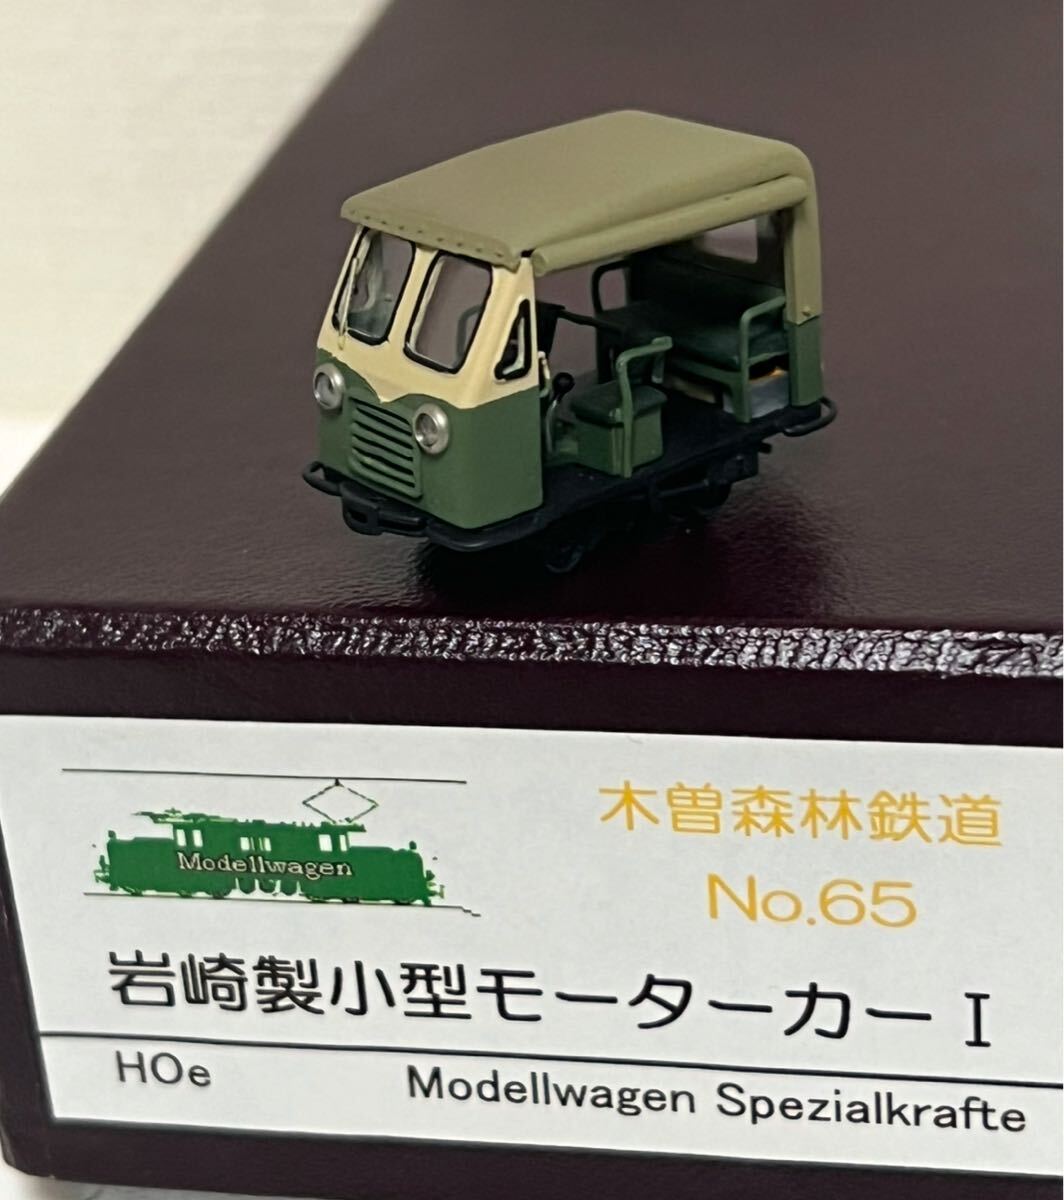 木曽森林鉄道
No.65
Modellwagen
岩崎製小型モーターカーⅠ
HOe Modellwagen Spezialkrafte